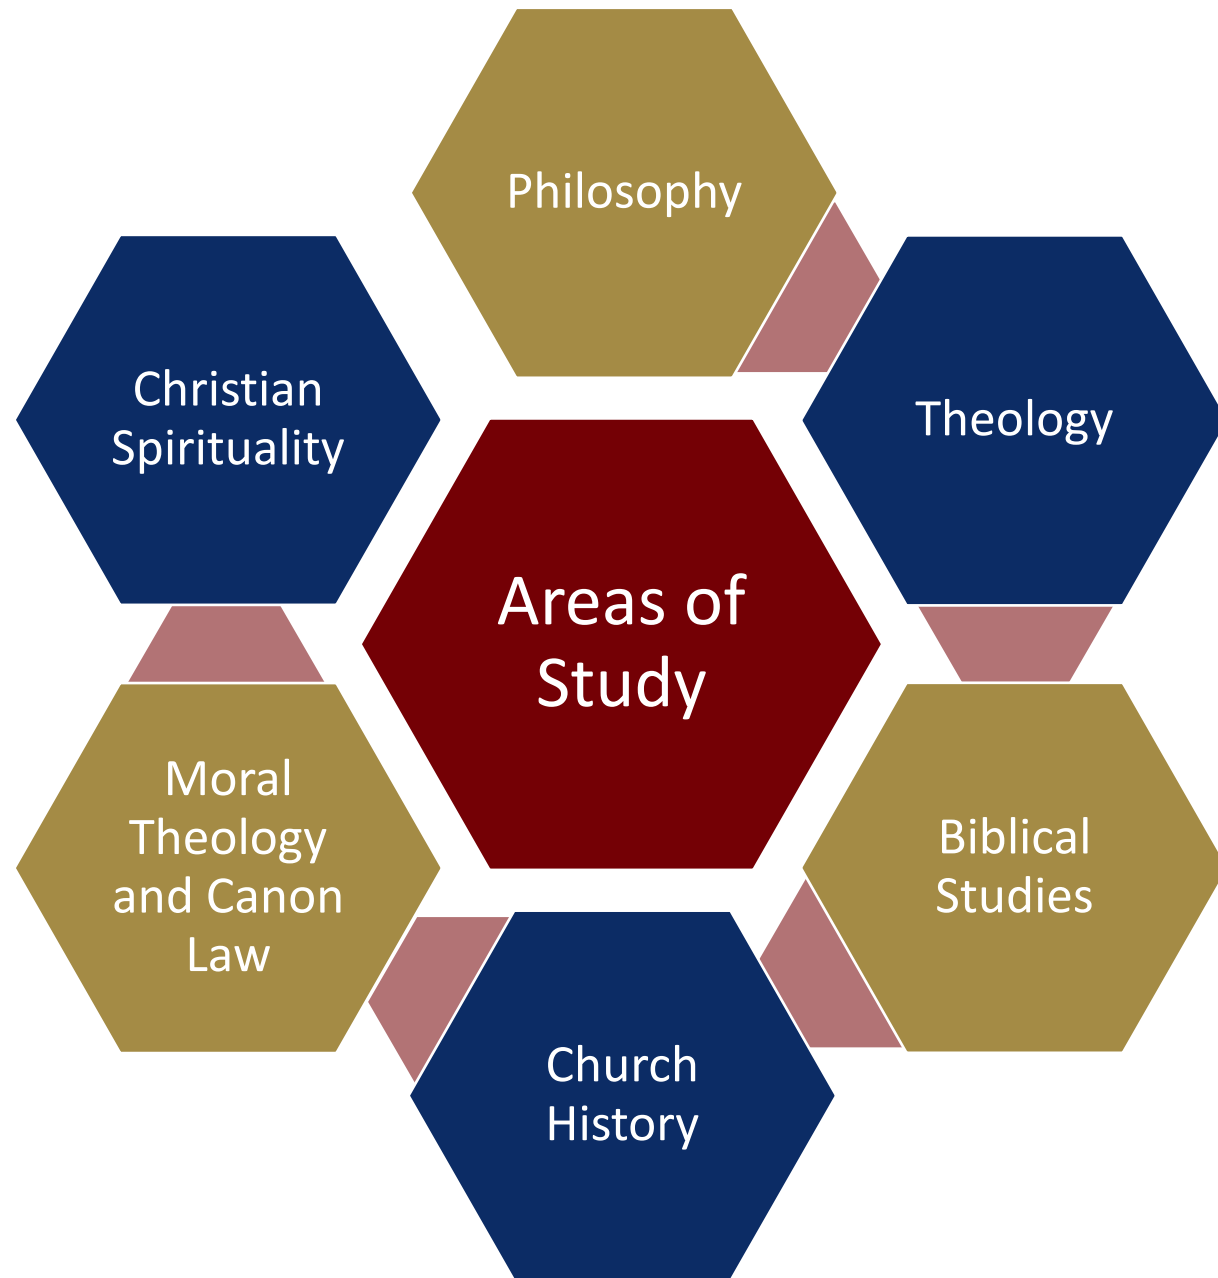 Philosophy
Theology
Biblical
Studies
Church
History
Moral
Theology
and Canon
Law
Christian
Spirituality
Areas of
Study